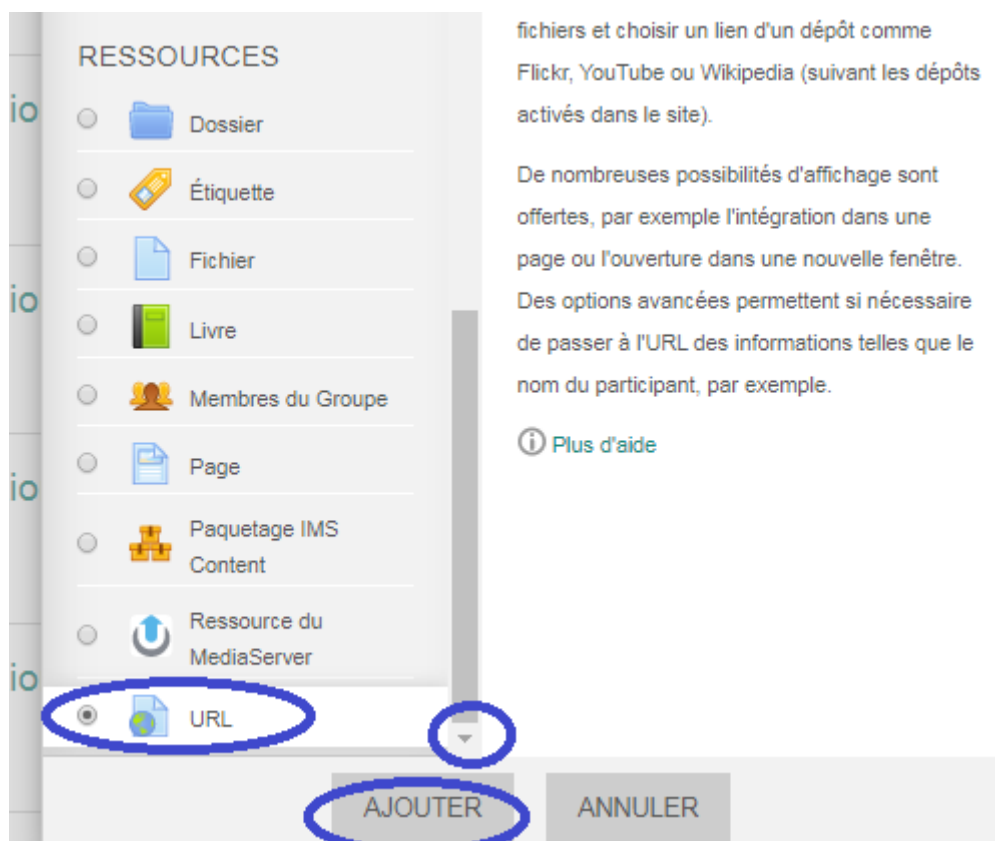 RESSOURCES
Dossier
Étiquette
Fichier
Livre
Membres du Groupe
Page
Paquetage IMS
Content
Ressource du
MediaServer
URL
fichiers et choisir un lien d'un dépôt comme
Flickr, YouTube ou Wikipedia (suivant les dépôts
activés dans le site).
De nombreuses possibilités d'affichage sont
offertes, par exemple l'intégration dans une
page ou l'ouverture dans une nouvelle fenêtre.
Des options avancées permettent si nécessaire
de passer à l'URL des informations telles que le
nom du participant, par exemple.
Plus d'aide
AJOUTER
ANNULER
io
io
io
io